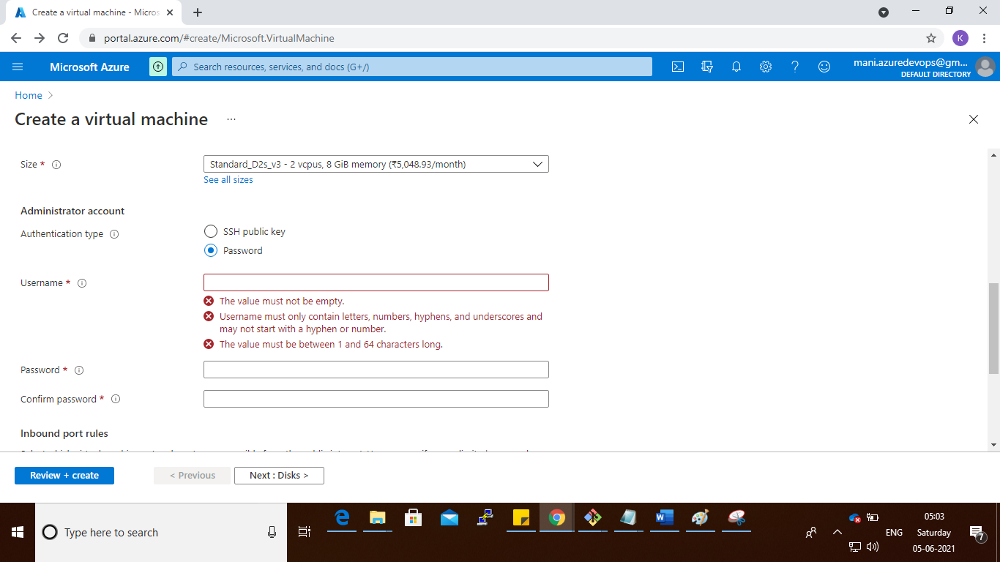 Create a virtual machine - Micros
portal.azure.com/#create/Microsoft.VirtualMachine
K
Microsoft Azure
Search resources, services, and docs (G+/)
mani.azuredevops@gm...
DEFAULT DIRECTORY
Home
Create a virtual machine ...
Size *
Standard_D2s_v3 - 2 vcpus, 8 GiB memory (₹5,048.93/month)
See all sizes
Administrator account
Authentication type
SSH public key
Password
Username *
The value must not be empty.
Username must only contain letters, numbers, hyphens, and underscores and
may not start with a hyphen or number.
The value must be between 1 and 64 characters long.
Password *
Confirm password *
Inbound port rules
Review + create
< Previous
Next : Disks >
Type here to search
ENG
05:03
Saturday
05-06-2021
7